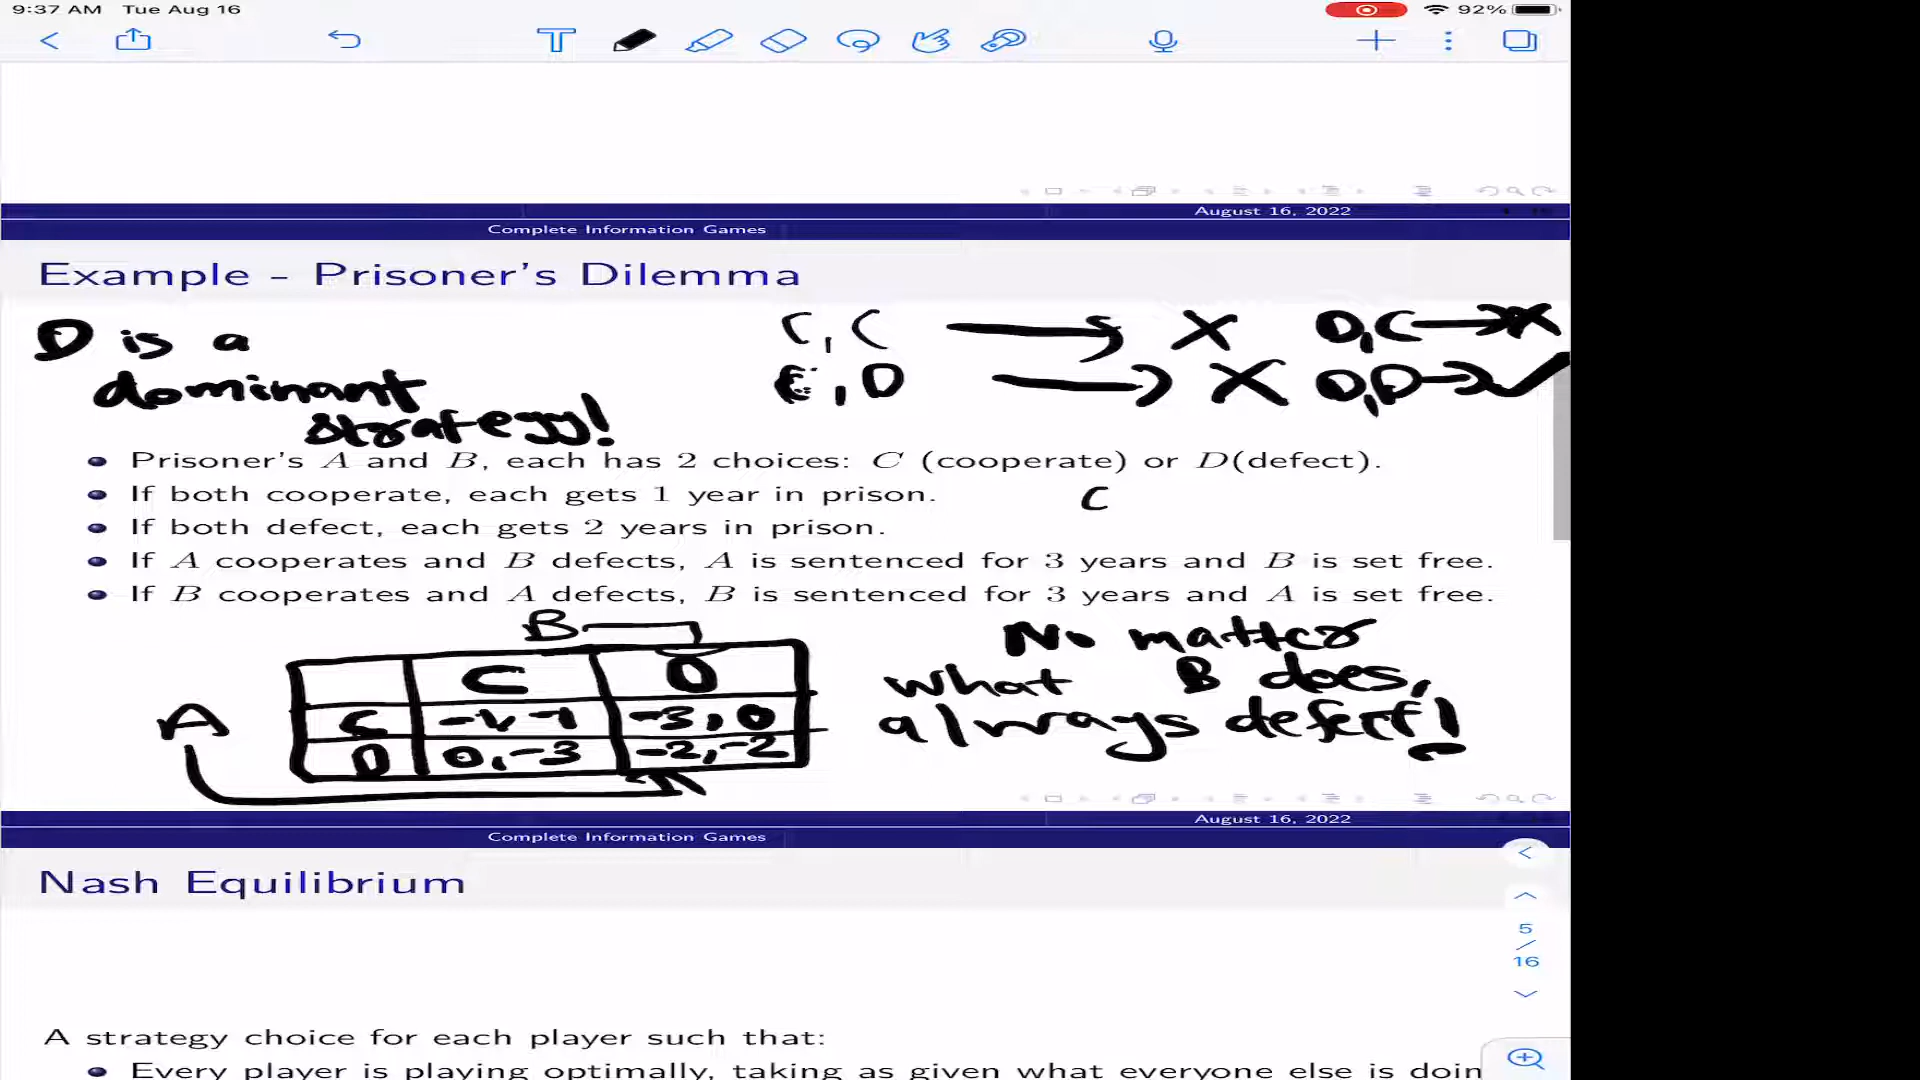 9:37 AM Tue Aug 16
92%
August 16, 2022
Complete Information Games
Example - Prisoner's Dilemma
D is a
dominant
strategy!
C, C → X
C, D → X
D, C → X
D, D → ✓
Prisoner's A and B, each has 2 choices: C (cooperate) or D(defect).
If both cooperate, each gets 1 year in prison.
C
If both defect, each gets 2 years in prison.
If A cooperates and B defects, A is sentenced for 3 years and B is set free.
If B cooperates and A defects, B is sentenced for 3 years and A is set free.
B
C D
A
C -1, -1 -3, 0
D 0, -3 -2, -2
No matter
what B does,
always defect!
August 16, 2022
Complete Information Games
Nash Equilibrium
5
/
16
A strategy choice for each player such that:
Every player is playing optimally, taking as given what everyone else is doin